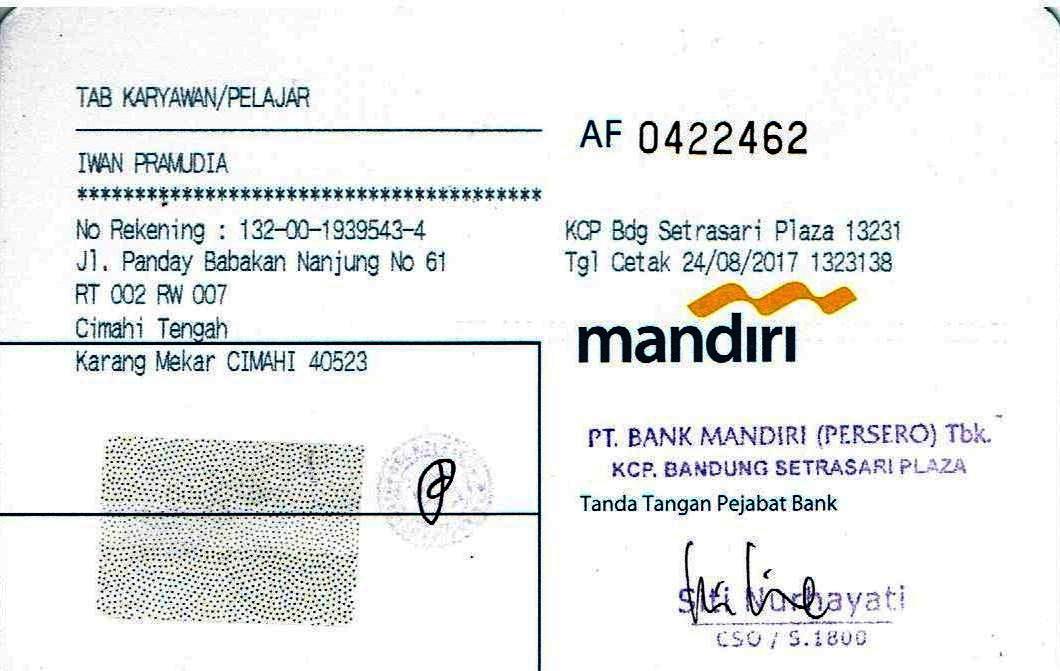 TAB KARYAWAN/PELAJAR
AF 0422462
IWAN PRAMUDIA
****************************************
No Rekening : 132-00-1939543-4
Jl. Panday Babakan Nanjung No 61
RT 002 RW 007
Cimahi Tengah
Karang Mekar CIMAHI 40523
KCP Bdg Setrasari Plaza 13231
Tgl Cetak 24/08/2017 1323138
mandiri
PT. BANK MANDIRI (PERSERO) Tbk.
KCP. BANDUNG SETRASARI PLAZA
Tanda Tangan Pejabat Bank
Siti Nurhayati
CSO / S.1800